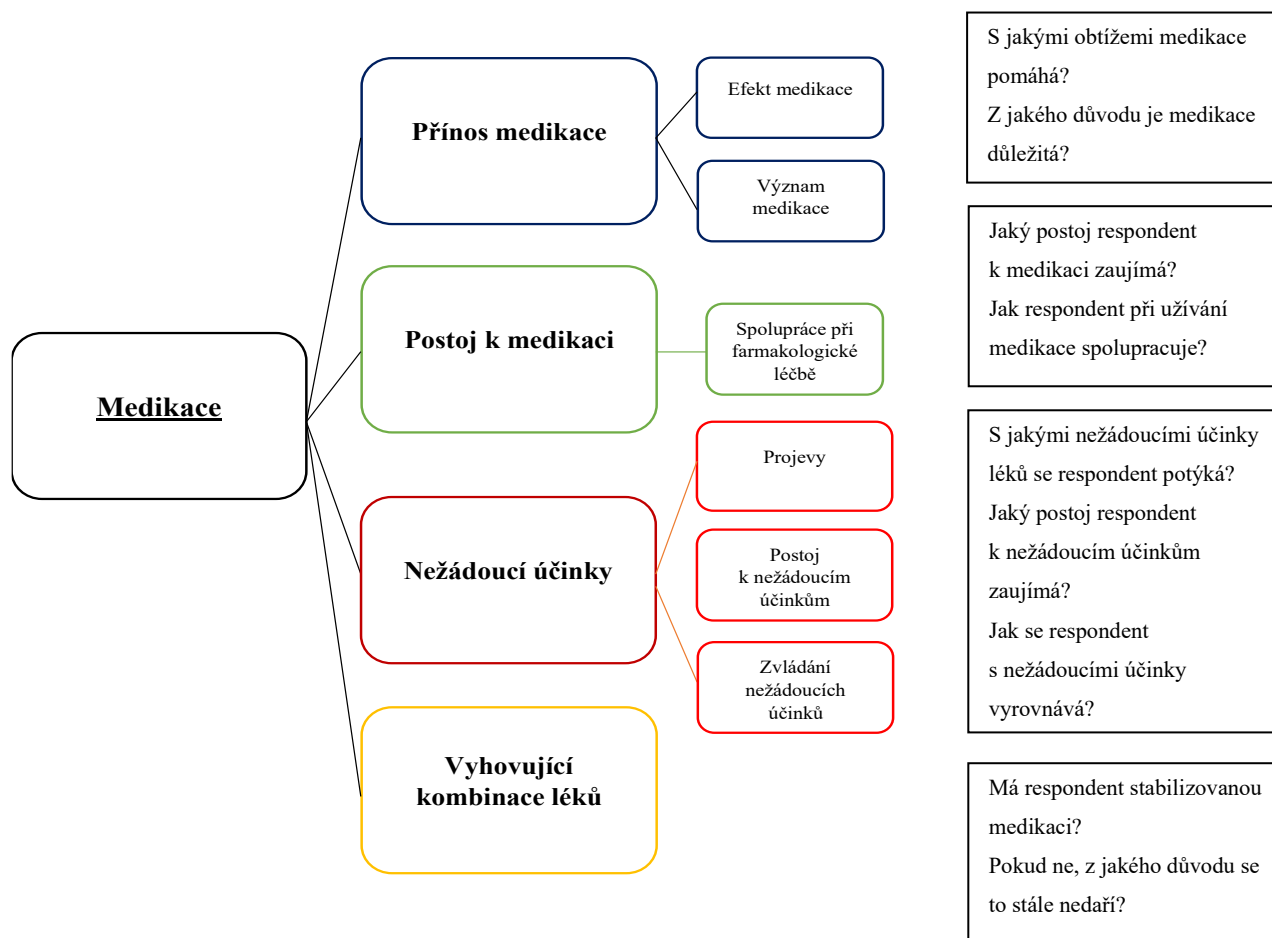 Medikace
Přínos medikace
Efekt medikace
Význam
medikace
S jakými obtížemi medikace
pomáhá?
Z jakého důvodu je medikace
důležitá?
Postoj k medikaci
Spolupráce při
farmakologické
léčbě
Jaký postoj respondent
k medikaci zaujímá?
Jak respondent při užívání
medikace spolupracuje?
Nežádoucí účinky
Projevy
Postoj
k nežádoucím
účinkům
Zvládání
nežádoucích
účinků
S jakými nežádoucími účinky
léků se respondent potýká?
Jaký postoj respondent
k nežádoucím účinkům
zaujímá?
Jak se respondent
s nežádoucími účinky
vyrovnává?
Vyhovující
kombinace léků
Má respondent stabilizovanou
medikaci?
Pokud ne, z jakého důvodu se
to stále nedaří?